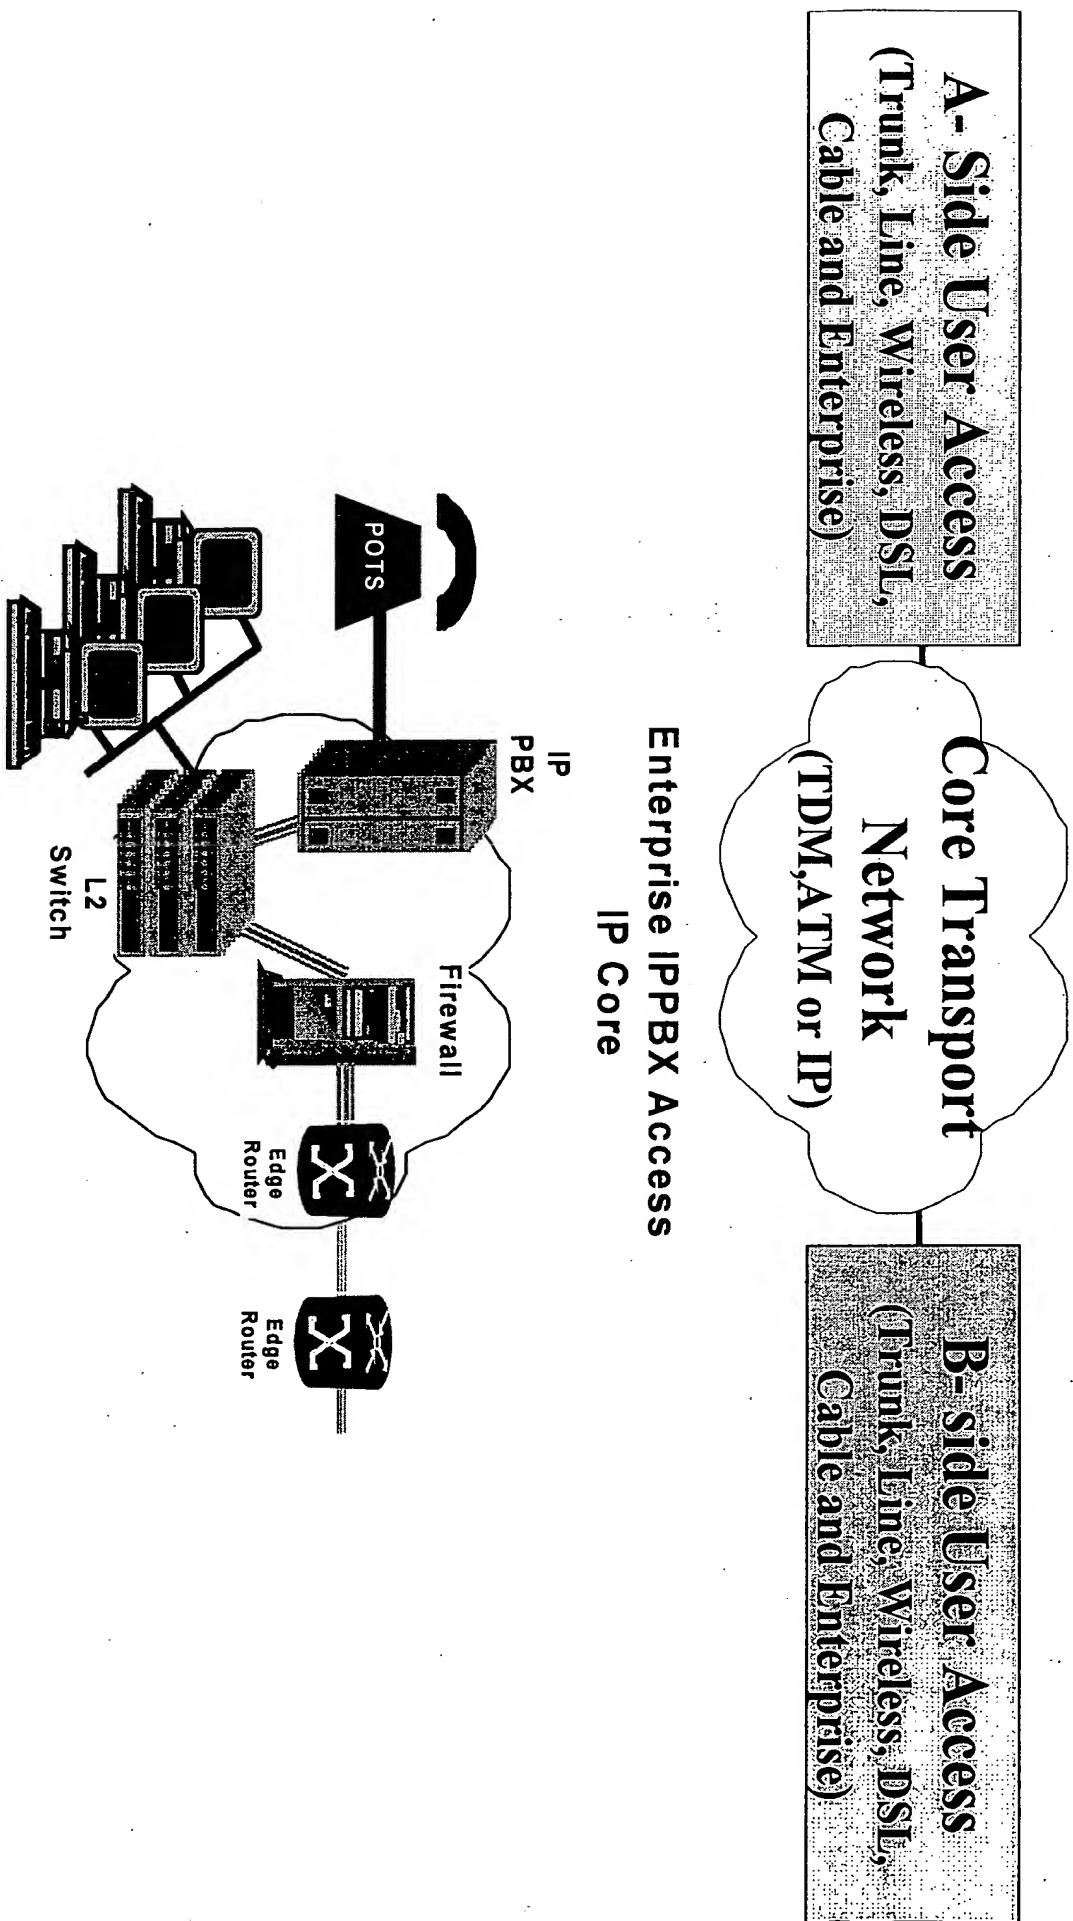 A- Side User Access
(Trunk, Line, Wireless, DSL,
Cable and Enterprise)
Core Transport
Network
(TDM,ATM or IP)
B- side User Access
(Trunk, Line, Wireless, DSL,
Cable and Enterprise)
Enterprise IPPBX Access
IP Core
IP
PBX
POTS
Firewall
Edge
Router
Edge
Router
L2
Switch